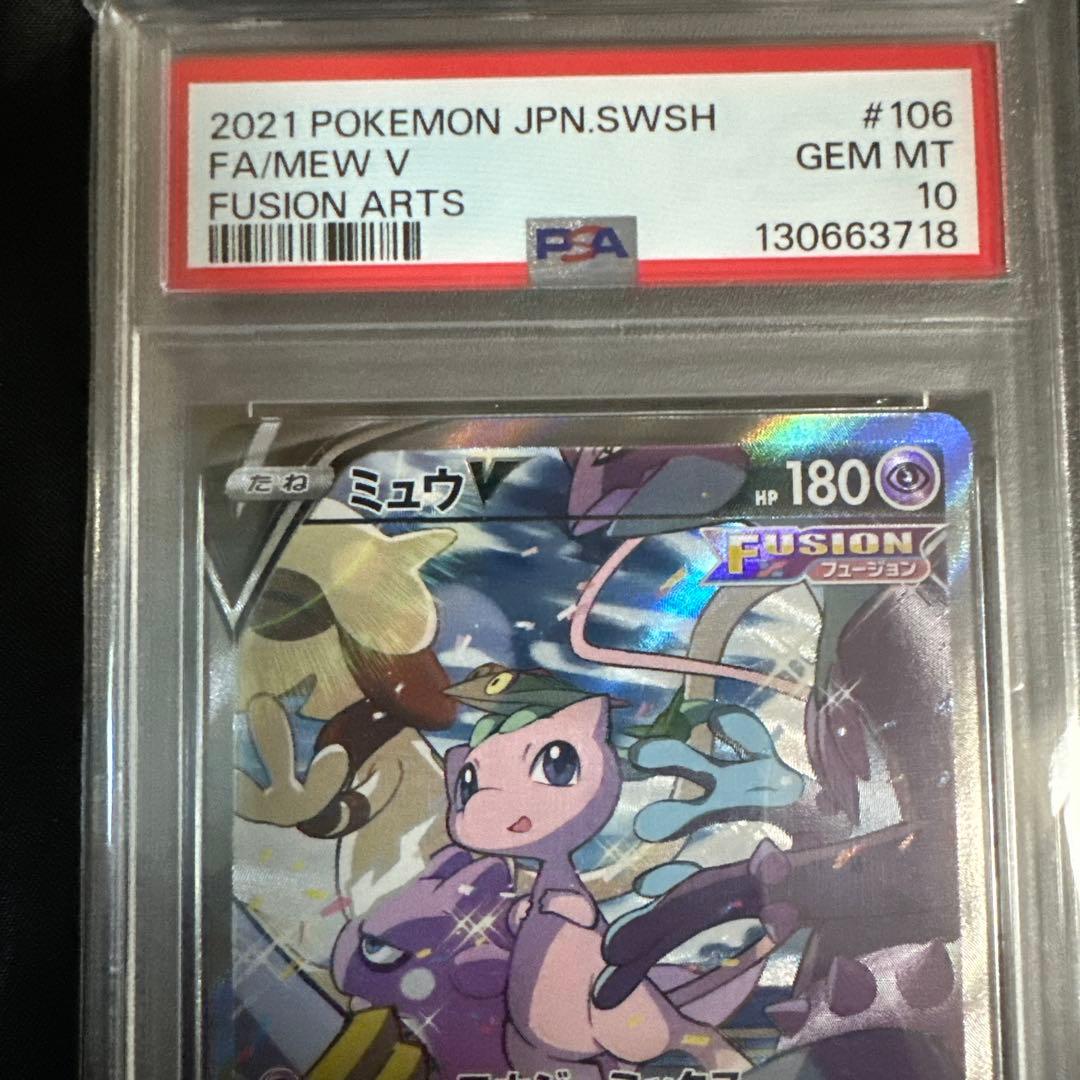 2021 POKEMON JPN.SWSH #106
FA/MEW V GEM MT
FUSION ARTS 10
PSA 130663718
たね ミュウV HP 180
FUSION
フュージョン